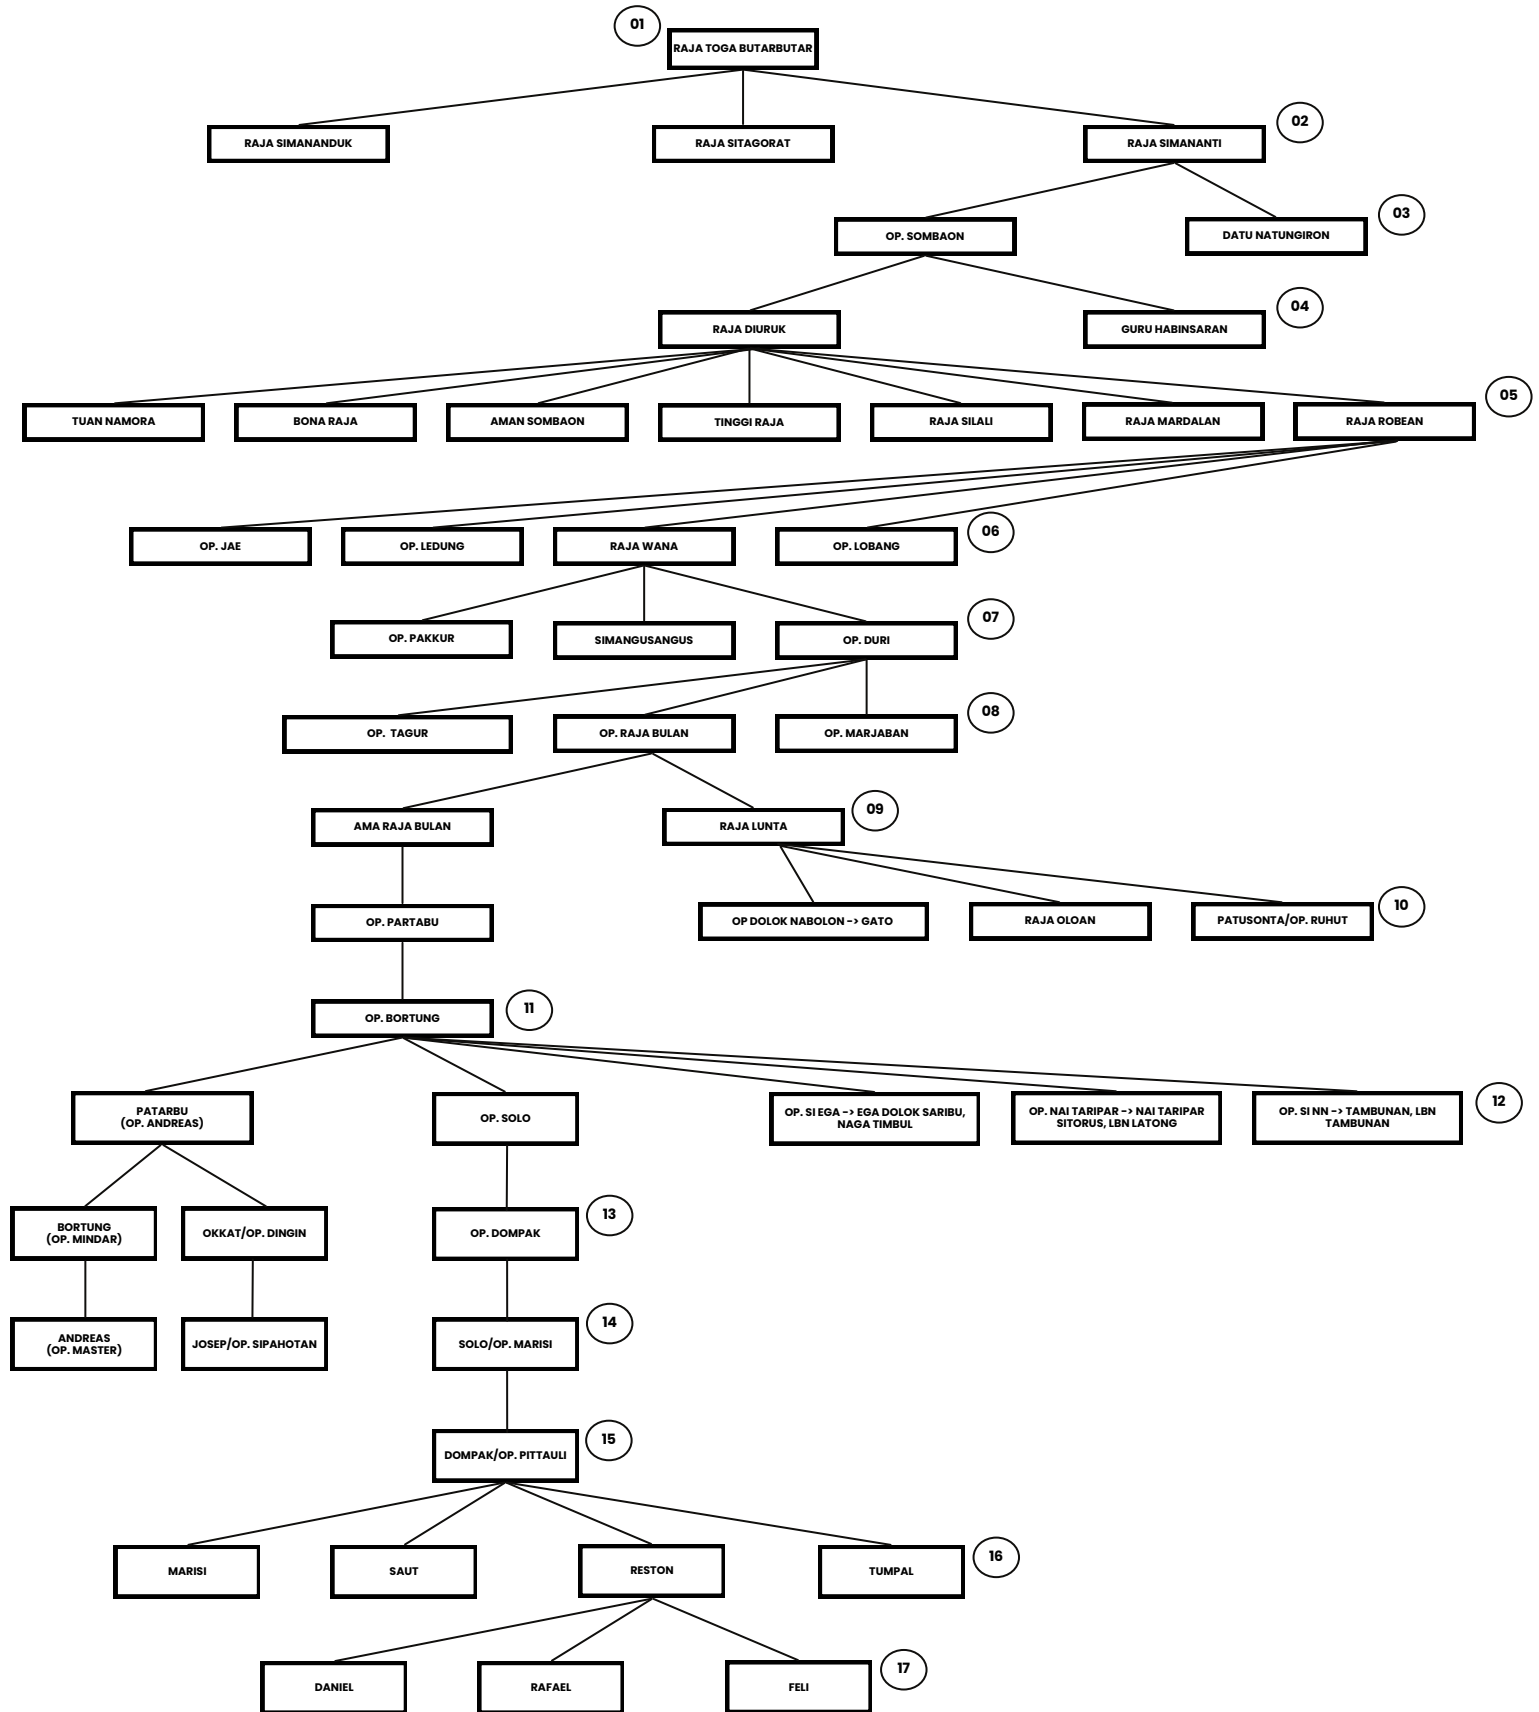 01
RAJA TOGA BUTARBUTAR
02
RAJA SIMANANDUK
RAJA SITAGORAT
RAJA SIMANANTI
03
OP. SOMBAON
DATU NATUNGIRON
04
RAJA DIURUK
GURU HABINSARAN
05
TUAN NAMORA
BONA RAJA
AMAN SOMBAON
TINGGI RAJA
RAJA SILALI
RAJA MARDALAN
RAJA ROBEAN
06
OP. JAE
OP. LEDUNG
RAJA WANA
OP. LOBANG
07
OP. PAKKUR
SIMANGUSANGUS
OP. DURI
08
OP. TAGUR
OP. RAJA BULAN
OP. MARJABAN
09
AMA RAJA BULAN
RAJA LUNTA
10
OP. PARTABU
OP DOLOK NABOLON -> GATO
RAJA OLOAN
PATUSONTA/OP. RUHUT
11
OP. BORTUNG
12
PATARBU
(OP. ANDREAS)
OP. SOLO
OP. SI EGA -> EGA DOLOK SARIBU,
NAGA TIMBUL
OP. NAI TARIPAR -> NAI TARIPAR
SITORUS, LBN LATONG
OP. SI NN -> TAMBUNAN, LBN
TAMBUNAN
13
BORTUNG
(OP. MINDAR)
OKKAT/OP. DINGIN
OP. DOMPAK
14
ANDREAS
(OP. MASTER)
JOSEP/OP. SIPAHOTAN
SOLO/OP. MARISI
15
DOMPAK/OP. PITTAULI
16
MARISI
SAUT
RESTON
TUMPAL
17
DANIEL
RAFAEL
FELI